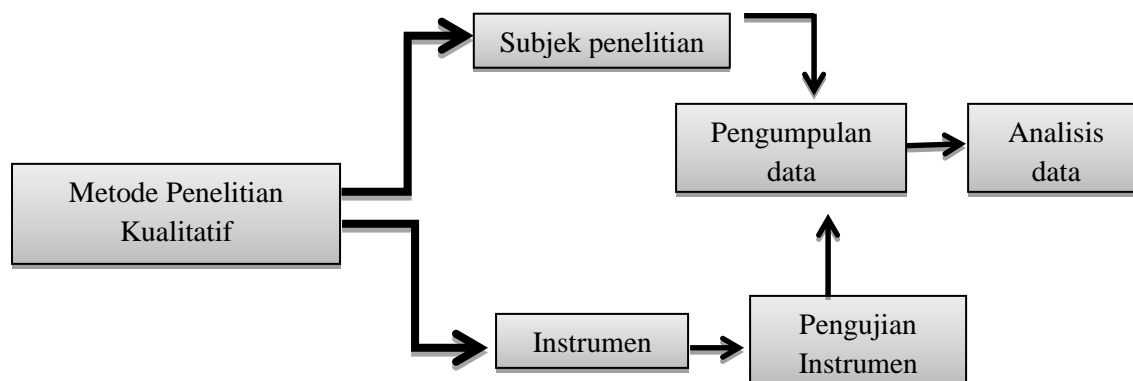 Subjek penelitian
Pengumpulan
data
Analisis
data
Metode Penelitian
Kualitatif
Instrumen
Pengujian
Instrumen